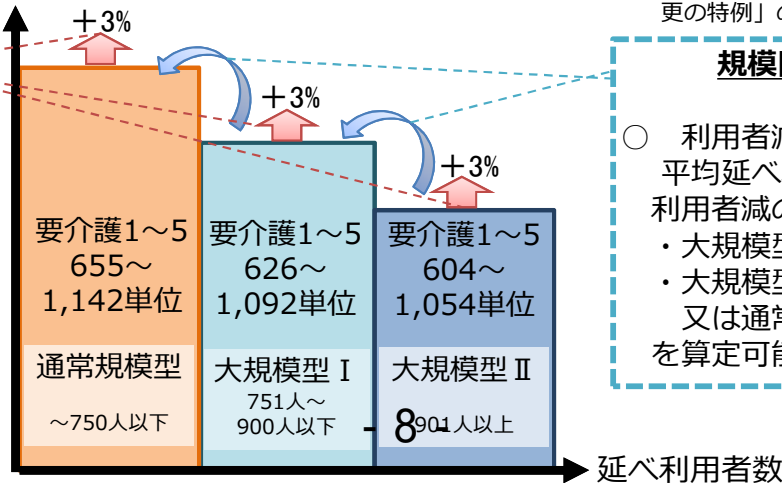 更の特例」の
+3%
+3%
+3%
要介護1~5
655~
1,142単位
通常規模型
~750人以下
要介護1~5
626~
1,092単位
大規模型Ⅰ
751人~
900人以下
要介護1~5
604~
1,054単位
大規模型Ⅱ
901人以上
- 8 -
延べ利用者数
規模
○ 利用者減
平均延べ
利用者減の
・大規模型
・大規模型
又は通常
を算定可能